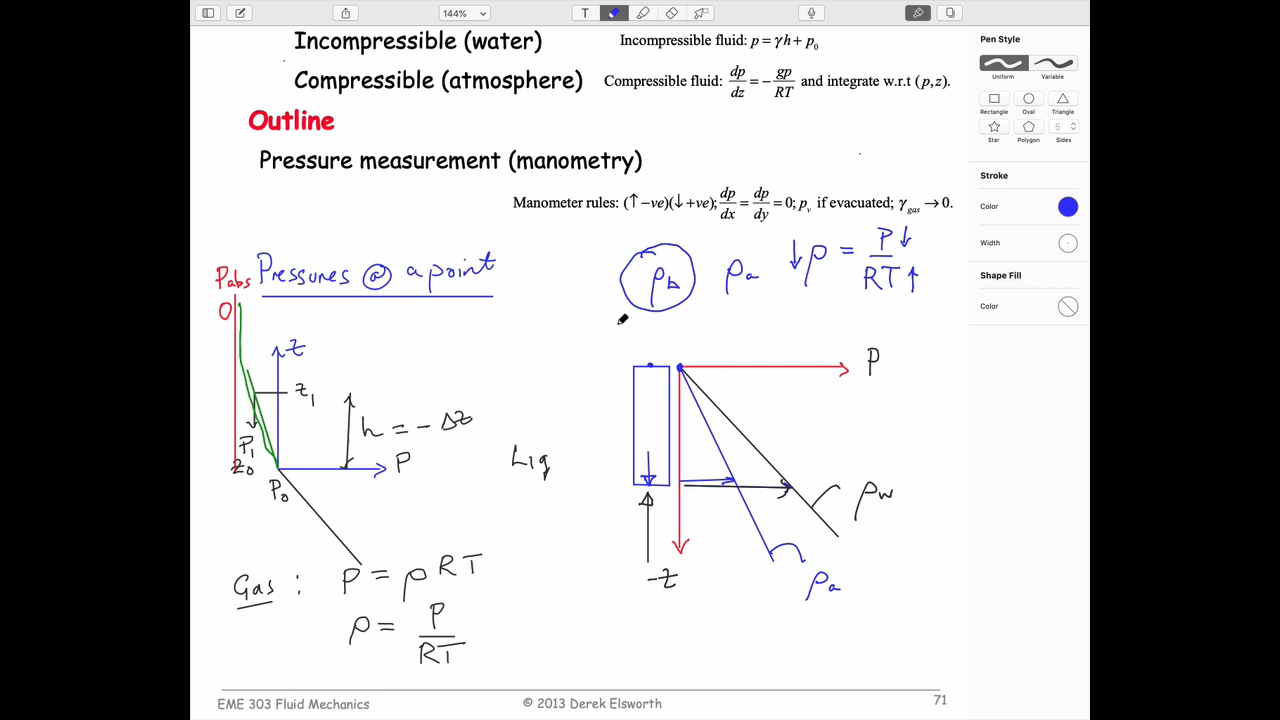 144%
T
Pen Style
Uniform Variable
Rectangle Oval Triangle
5
Star Polygon Sides
Stroke
Color
Width
Shape Fill
Color
Incompressible (water) Incompressible fluid: p = γh + p₀
Compressible (atmosphere) Compressible fluid: dp/dz = − gp/RT and integrate w.r.t (p, z).
Outline
Pressure measurement (manometry)
Manometer rules: (↑ −ve)(↓ +ve); dp/dx = dp/dy = 0; pᵥ if evacuated; γ_gas → 0.
Pabs Pressures @ a point
0
z
z₁
P₁
h = − Δz
z₀
P
P₀
Liq
Gas : P = ρRT
ρ = P/RT
ρb ρa ↓ρ = P↓/RT↑
P
ρw
−z
ρa
EME 303 Fluid Mechanics © 2013 Derek Elsworth 71